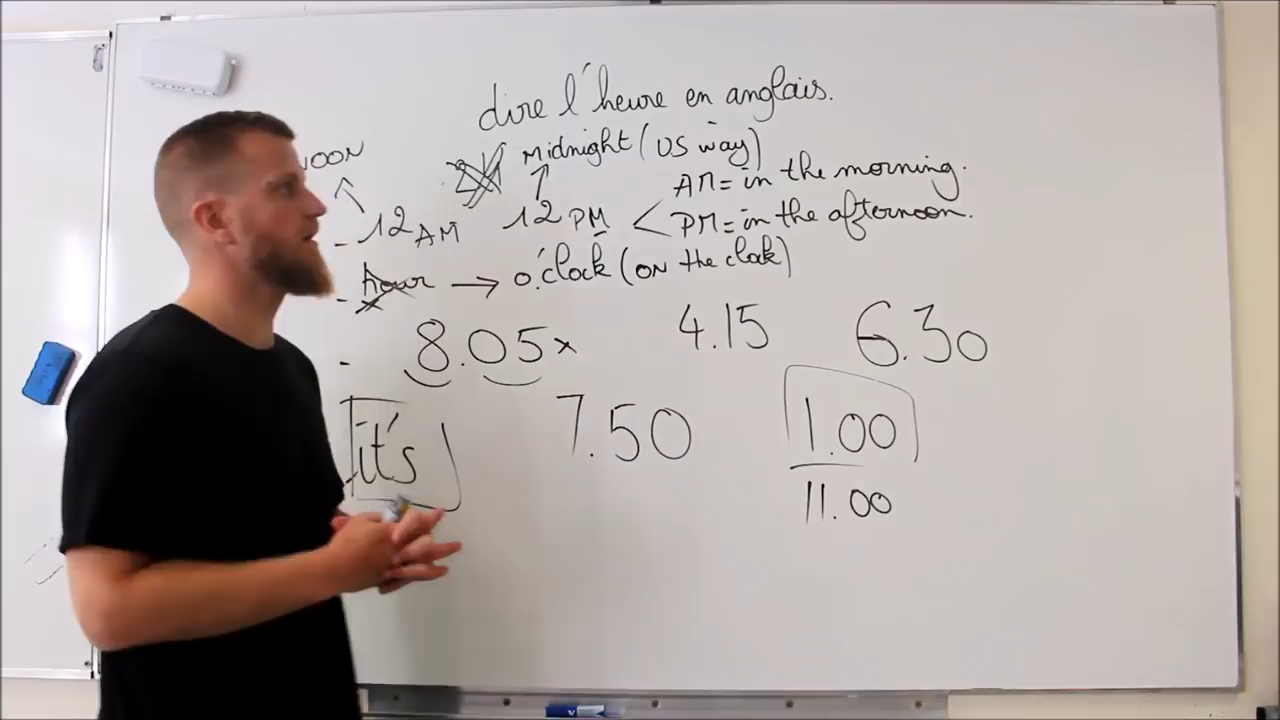 dire l'heure en anglais.
NOON
Midnight (US way)
AM = in the morning.
- 12 AM 12 PM < PM = in the afternoon.
- hour → o'clock (on the clock)
- 8.05 x 4.15 6.30
it's 7.50 1.00
11.00